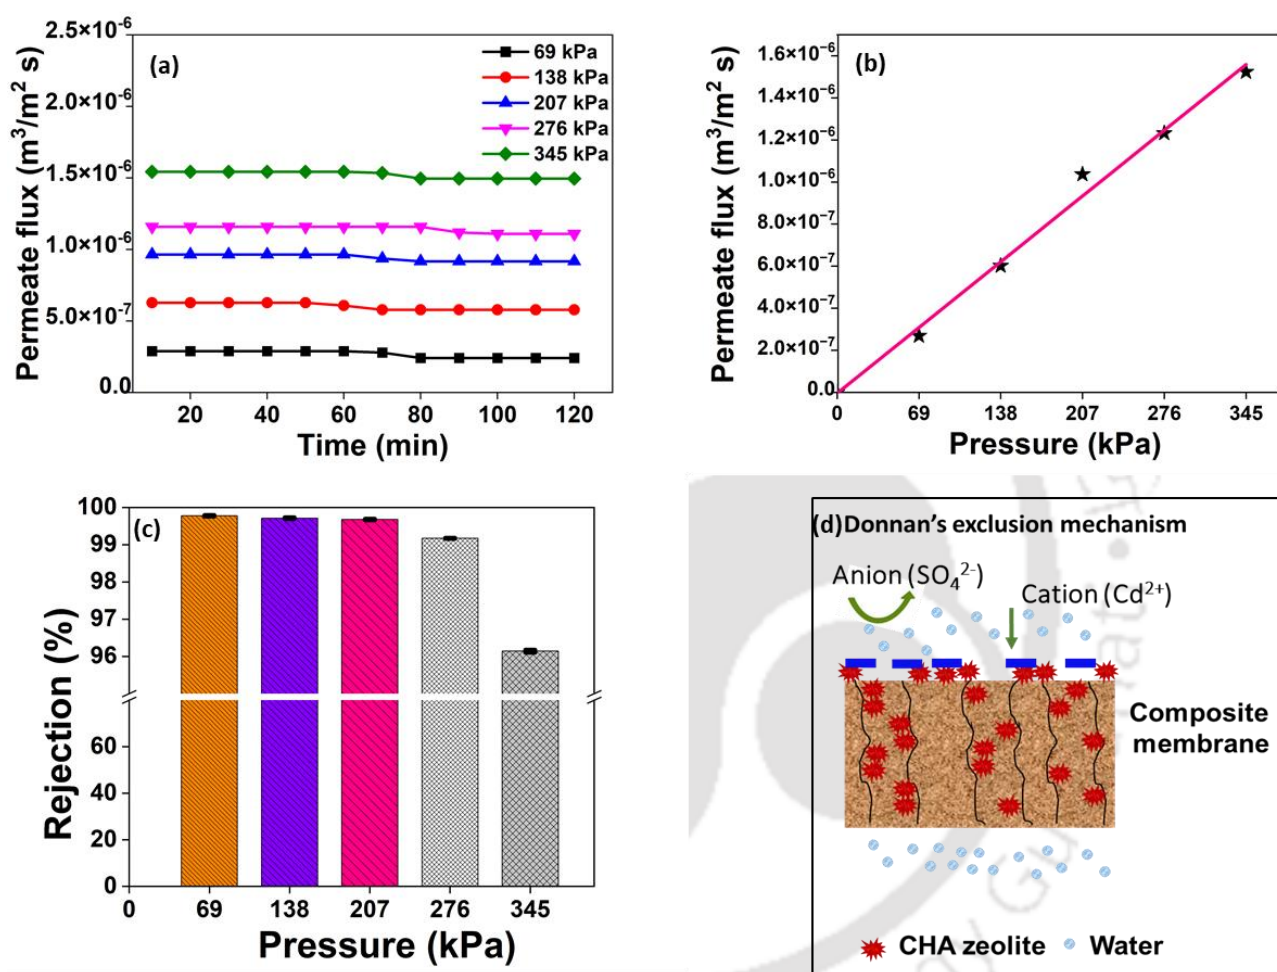 (a)
Permeate flux (m³/m² s)
2.5×10⁻⁶
2.0×10⁻⁶
1.5×10⁻⁶
1.0×10⁻⁶
5.0×10⁻⁷
0.0
69 kPa
138 kPa
207 kPa
276 kPa
345 kPa
20 40 60 80 100 120
Time (min)
(b)
Permeate flux (m³/m² s)
1.6×10⁻⁶
1.4×10⁻⁶
1.2×10⁻⁶
1.0×10⁻⁶
8.0×10⁻⁷
6.0×10⁻⁷
4.0×10⁻⁷
2.0×10⁻⁷
0.0
0 69 138 207 276 345
Pressure (kPa)
(c)
Rejection (%)
100
99
98
97
96
60
40
20
0
0 69 138 207 276 345
Pressure (kPa)
(d)Donnan's exclusion mechanism
Anion (SO₄²⁻)
Cation (Cd²⁺)
Composite
membrane
CHA zeolite Water